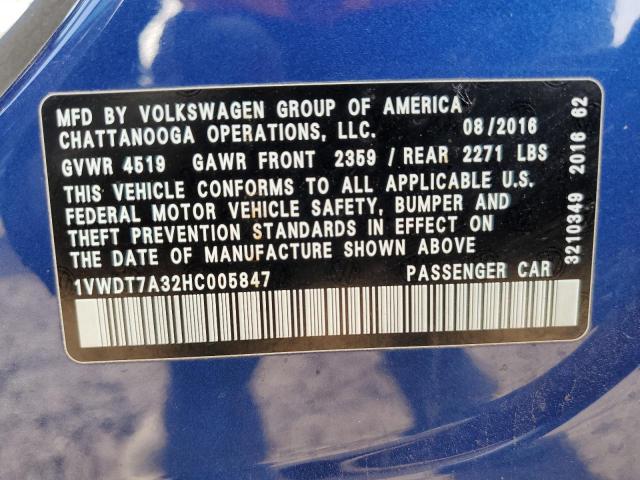 MFD BY VOLKSWAGEN GROUP OF AMERICA
CHATTANOOGA OPERATIONS, LLC. 08/2016
GVWR 4519 GAWR FRONT 2359 / REAR 2271 LBS
THIS VEHICLE CONFORMS TO ALL APPLICABLE U.S.
FEDERAL MOTOR VEHICLE SAFETY, BUMPER AND
THEFT PREVENTION STANDARDS IN EFFECT ON
THE DATE OF MANUFACTURE SHOWN ABOVE
1VWDT7A32HC005847 PASSENGER CAR
3210349 2016 62